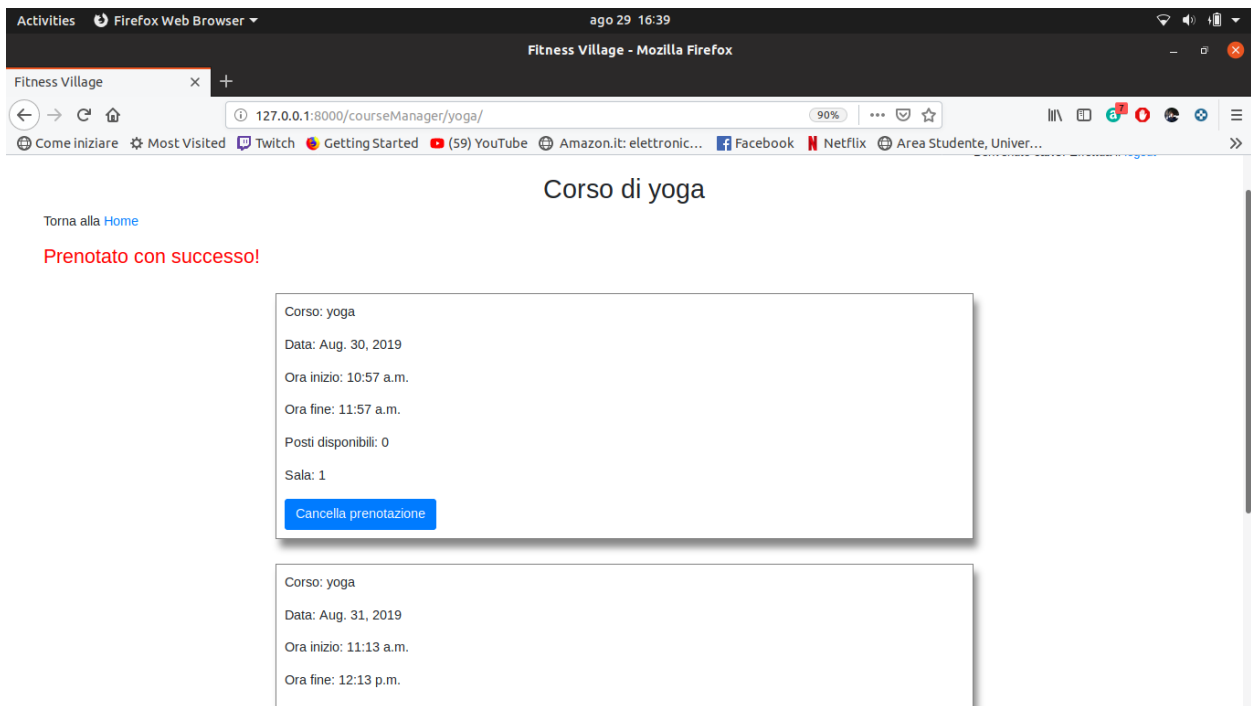 Activities Firefox Web Browser ago 29 16:39
Fitness Village - Mozilla Firefox
Fitness Village
127.0.0.1:8000/courseManager/yoga/ 90% 7
Come iniziare Most Visited Twitch Getting Started (59) YouTube Amazon.it: elettronic... Facebook Netflix Area Studente, Univer...
Corso di yoga
Torna alla Home
Prenotato con successo!
Corso: yoga
Data: Aug. 30, 2019
Ora inizio: 10:57 a.m.
Ora fine: 11:57 a.m.
Posti disponibili: 0
Sala: 1
Cancella prenotazione
Corso: yoga
Data: Aug. 31, 2019
Ora inizio: 11:13 a.m.
Ora fine: 12:13 p.m.